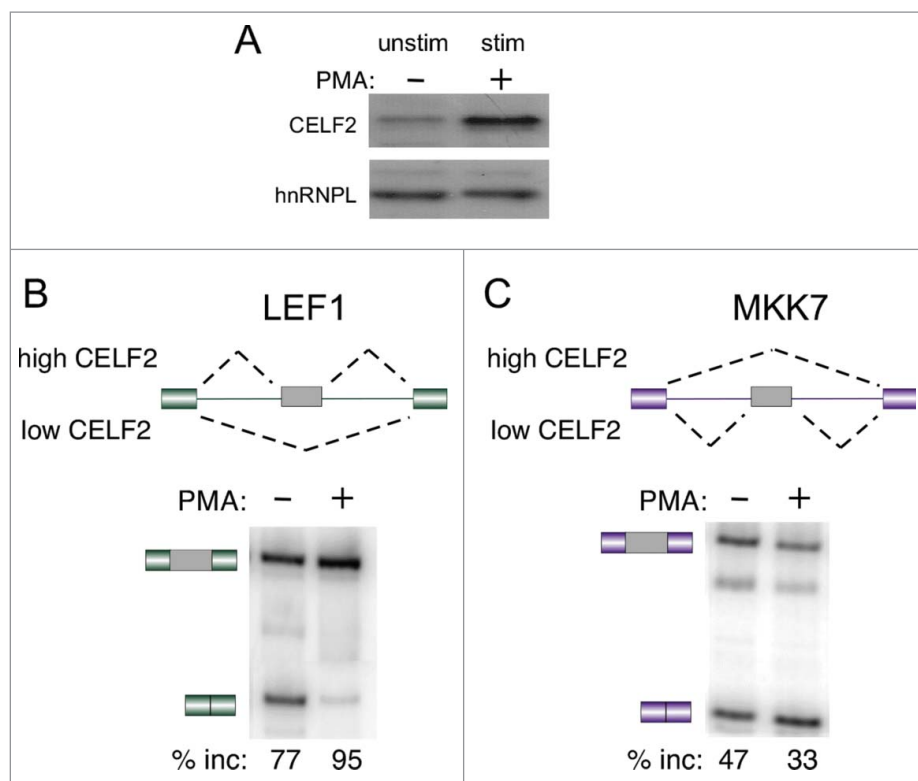 A
unstim stim
PMA: − +
CELF2
hnRNPL
B
LEF1
high CELF2
low CELF2
PMA: − +
% inc: 77 95
C
MKK7
high CELF2
low CELF2
PMA: − +
% inc: 47 33